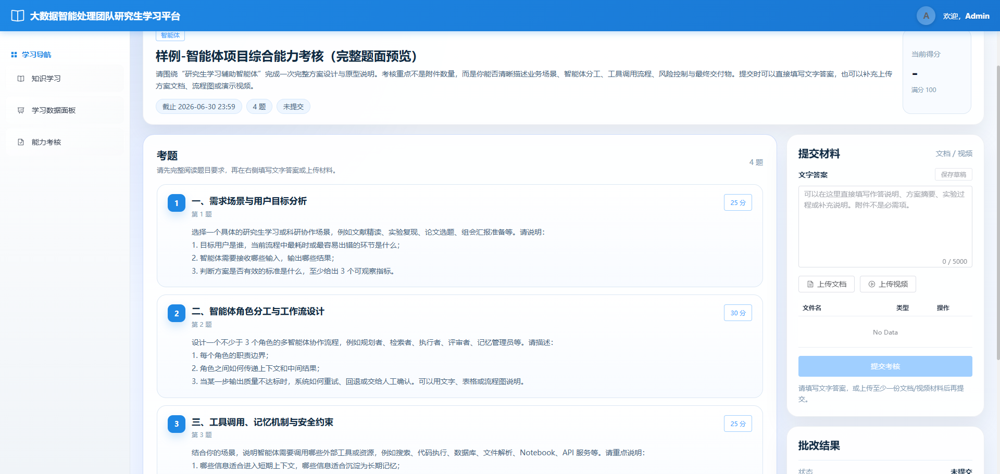 大数据智能处理团队研究生学习平台
A
欢迎，Admin
学习导航
知识学习
学习数据面板
能力考核
智能体
样例-智能体项目综合能力考核（完整题面预览）
请围绕“研究生学习辅助智能体”完成一次完整方案设计与原型说明。考核重点不是附件数量，而是你能否清晰描述业务场景、智能体分工、工具调用流程、风险控制与最终交付物。提交时可以直接填写文字答案，也可以补充上传
方案文档、流程图或演示视频。
截止 2026-06-30 23:59
4 题
未提交
当前得分
-
满分 100
考题
请先完整阅读题目要求，再在右侧填写文字答案或上传材料。
4 题
1
一、需求场景与用户目标分析
第 1 题
25 分
选择一个具体的研究生学习或科研协作场景，例如文献精读、实验复现、论文选题、组会汇报准备等。请说明：
1. 目标用户是谁，当前流程中最耗时或最容易出错的环节是什么；
2. 智能体需要接收哪些输入，输出哪些结果；
3. 判断方案是否有效的标准是什么，至少给出 3 个可观察指标。
2
二、智能体角色分工与工作流设计
第 2 题
30 分
设计一个不少于 3 个角色的多智能体协作流程，例如规划者、检索者、执行者、评审者、记忆管理员等。请描述：
1. 每个角色的职责边界；
2. 角色之间如何传递上下文和中间结果；
3. 当某一步输出质量不达标时，系统如何重试、回退或交给人工确认。可以用文字、表格或流程图说明。
3
三、工具调用、记忆机制与安全约束
第 3 题
25 分
结合你的场景，说明智能体需要调用哪些外部工具或资源，例如搜索、代码执行、数据库、文件解析、Notebook、API 服务等。请重点说明：
1. 哪些信息适合进入短期上下文，哪些信息适合沉淀为长期记忆；
提交材料
文档 / 视频
文字答案
保存草稿
可以在这里直接填写作答说明、方案摘要、实验过
程或补充说明。附件不是必需项。
0 / 5000
上传文档
上传视频
文件名
类型
操作
No Data
提交考核
请填写文字答案，或上传至少一份文档/视频材料后再提
交。
批改结果
状态
未提交